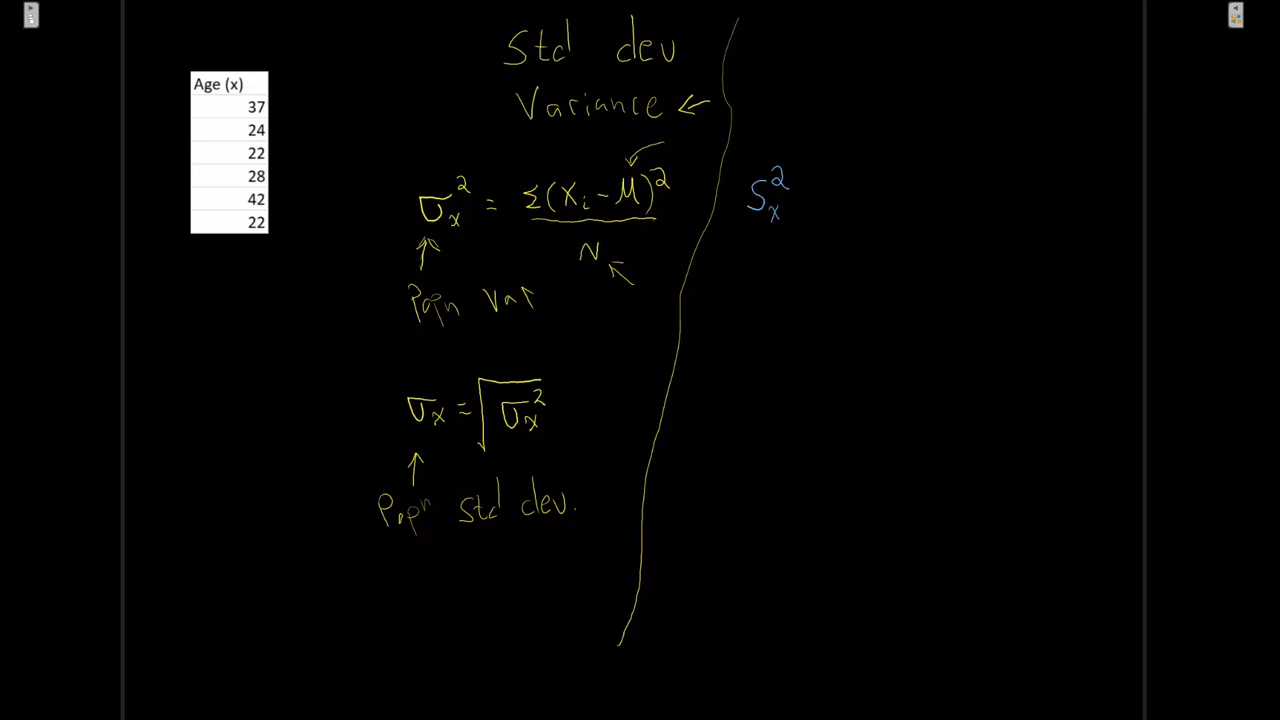 Std dev
Variance ←
Age (x)
37
24
22
28
42
22
σx² = Σ(Xi - M)²
N
↑
Popn Var
σx = √σx²
↑
Popn Std dev.
Sx²